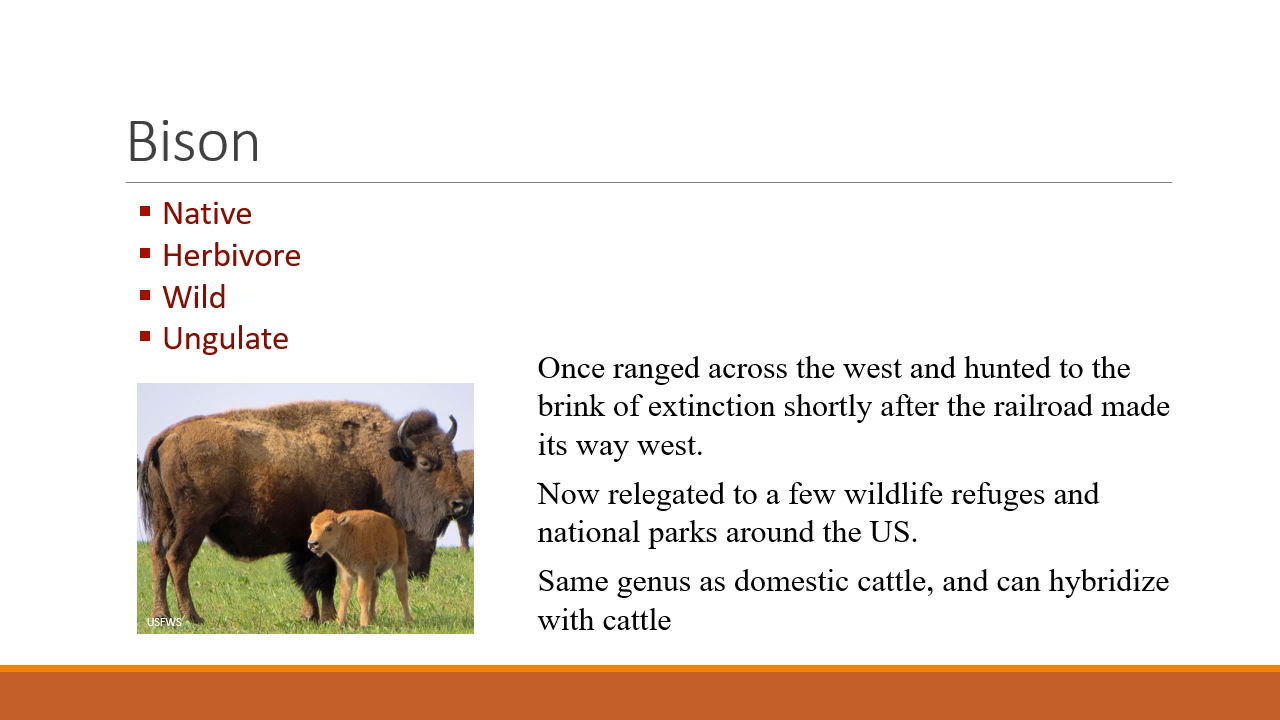 Bison
Native
Herbivore
Wild
Ungulate
Once ranged across the west and hunted to the
brink of extinction shortly after the railroad made
its way west.
Now relegated to a few wildlife refuges and
national parks around the US.
Same genus as domestic cattle, and can hybridize
with cattle
USFWS